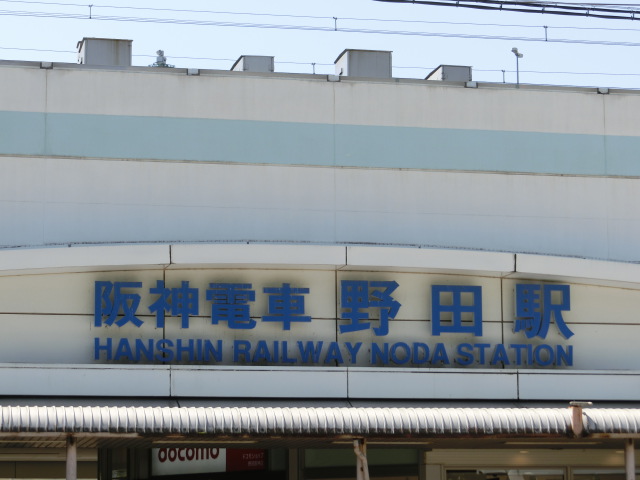 阪神電車 野田駅
HANSHIN RAILWAY NODA STATION
docomo